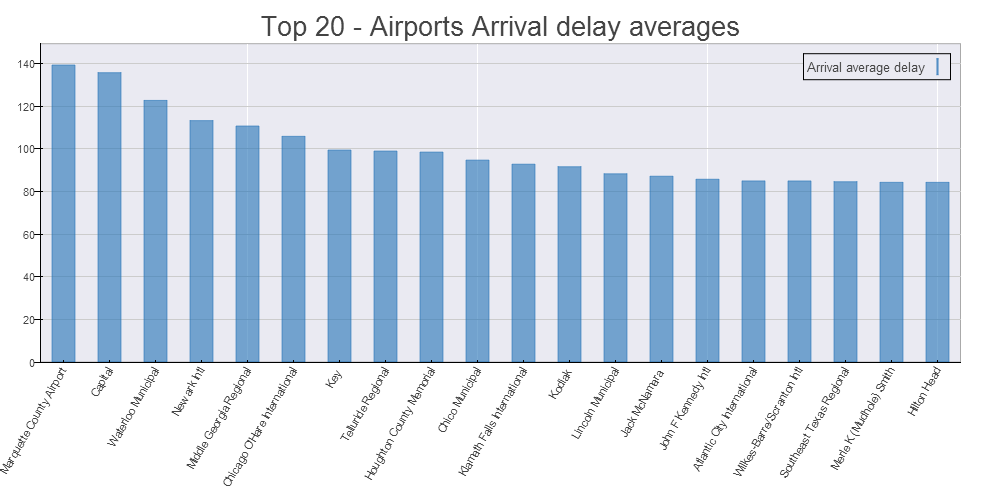 Top 20 - Airports Arrival delay averages
Arrival average delay
140
120
100
80
60
40
20
0
Marquette County Airport
Capital
Waterloo Municipal
Newark Intl
Middle Georgia Regional
Chicago O'Hare International
Key
Telluride Regional
Houghton County Memorial
Chico Municipal
Klamath Falls International
Kodiak
Lincoln Municipal
Jack McNamara
John F Kennedy Intl
Atlantic City International
Wilkes-Barre/Scranton Intl
Southeast Texas Regional
Merle K (Mudhole) Smith
Hilton Head